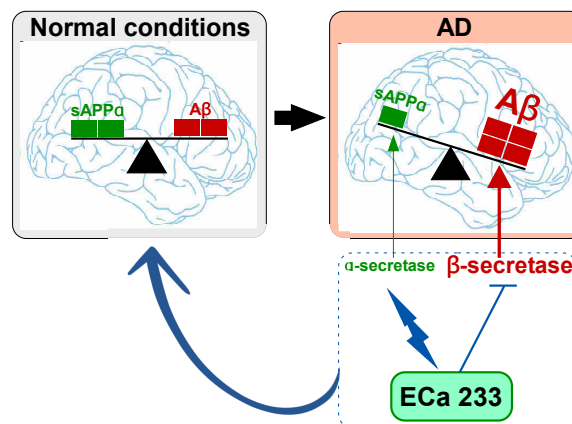 Normal conditions
AD
sAPPα
Aβ
sAPPα
Aβ
α-secretase
β-secretase
ECa 233